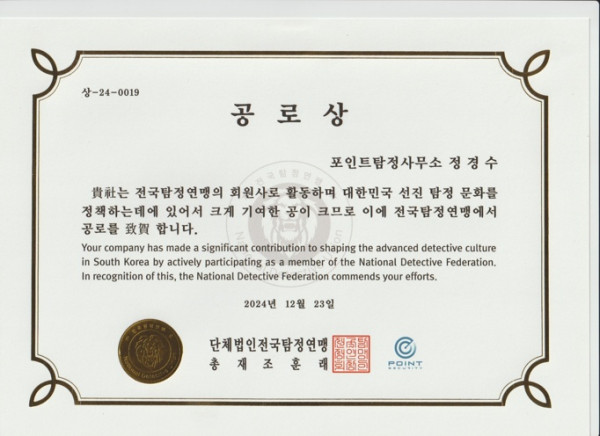 상-24-0019
공 로 상
포인트탐정사무소 정 경 수
貴社는 전국탐정연맹의 회원사로 활동하며 대한민국 선진 탐정 문화를
정책하는데에 있어서 크게 기여한 공이 크므로 이에 전국탐정연맹에서
공로를 致賀 합니다.
Your company has made a significant contribution to shaping the advanced detective culture
in South Korea by actively participating as a member of the National Detective Federation.
In recognition of this, the National Detective Federation commends your efforts.
2024년 12월 23일
단체법인전국탐정연맹
총 재 조 훈 래
POINT
SECURITY